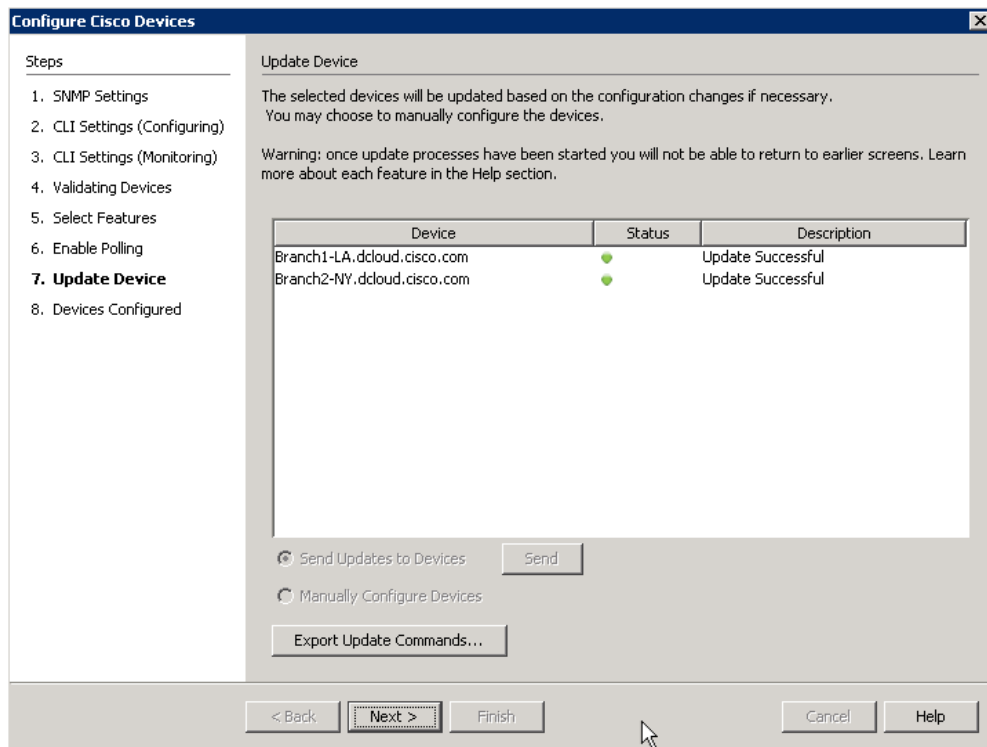 Configure Cisco Devices
Steps
1. SNMP Settings
2. CLI Settings (Configuring)
3. CLI Settings (Monitoring)
4. Validating Devices
5. Select Features
6. Enable Polling
7. Update Device
8. Devices Configured
Update Device
The selected devices will be updated based on the configuration changes if necessary.
You may choose to manually configure the devices.
Warning: once update processes have been started you will not be able to return to earlier screens. Learn
more about each feature in the Help section.
Device Status Description
Branch1-LA.dcloud.cisco.com Update Successful
Branch2-NY.dcloud.cisco.com Update Successful
Send Updates to Devices Send
Manually Configure Devices
Export Update Commands...
< Back Next > Finish Cancel Help